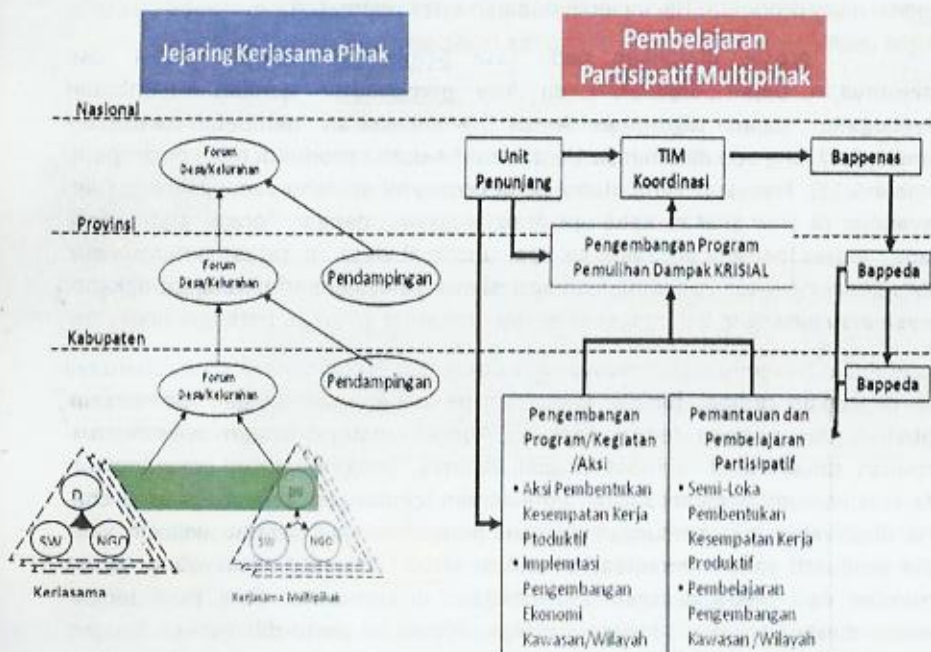 Jejaring Kerjasama Pihak
Pembelajaran
Partisipatif Multipihak
Nasional
Forum
Desa/Kelurahan
Unit
Penunjang
TIM
Koordinasi
Bappenas
Provinsi
Forum
Desa/Kelurahan
Pendampingan
Pengembangan Program
Pemulihan Dampak KRISIAL
Bappeda
Kabupaten
Forum
Desa/Kelurahan
Pendampingan
Bappeda
Pengembangan
Program/Kegiatan
/Aksi
• Aksi Pembentukan
Kesempatan Kerja
Produktif
• Implemtasi
Pengembangan
Ekonomi
Kawasan/Wilayah
Pemantauan dan
Pembelajaran
Partisipatif
• Semi-Loka
Pembentukan
Kesempatan Kerja
Produktif
• Pembelajaran
Pengembangan
Kawasan/Wilayah
SW
NGO
SW
NGO
Kerjasama
Kerjasama Multipihak